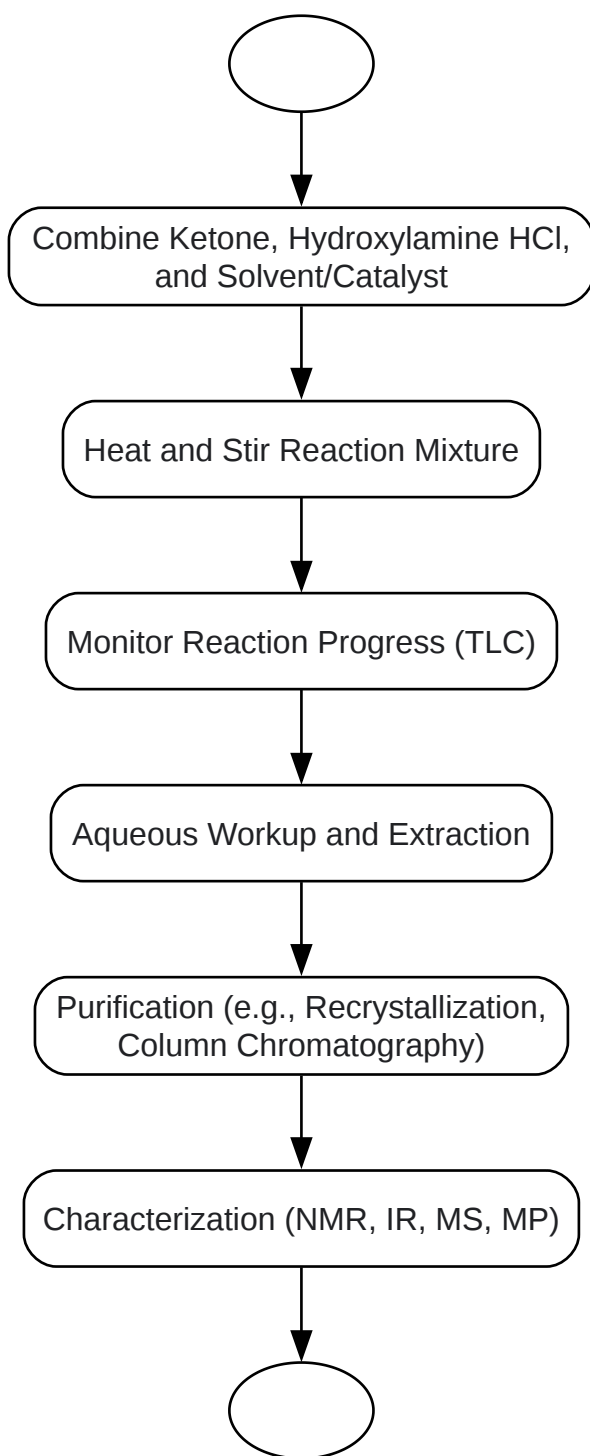 Combine Ketone, Hydroxylamine HCl,
and Solvent/Catalyst
Heat and Stir Reaction Mixture
Monitor Reaction Progress (TLC)
Aqueous Workup and Extraction
Purification (e.g., Recrystallization,
Column Chromatography)
Characterization (NMR, IR, MS, MP)